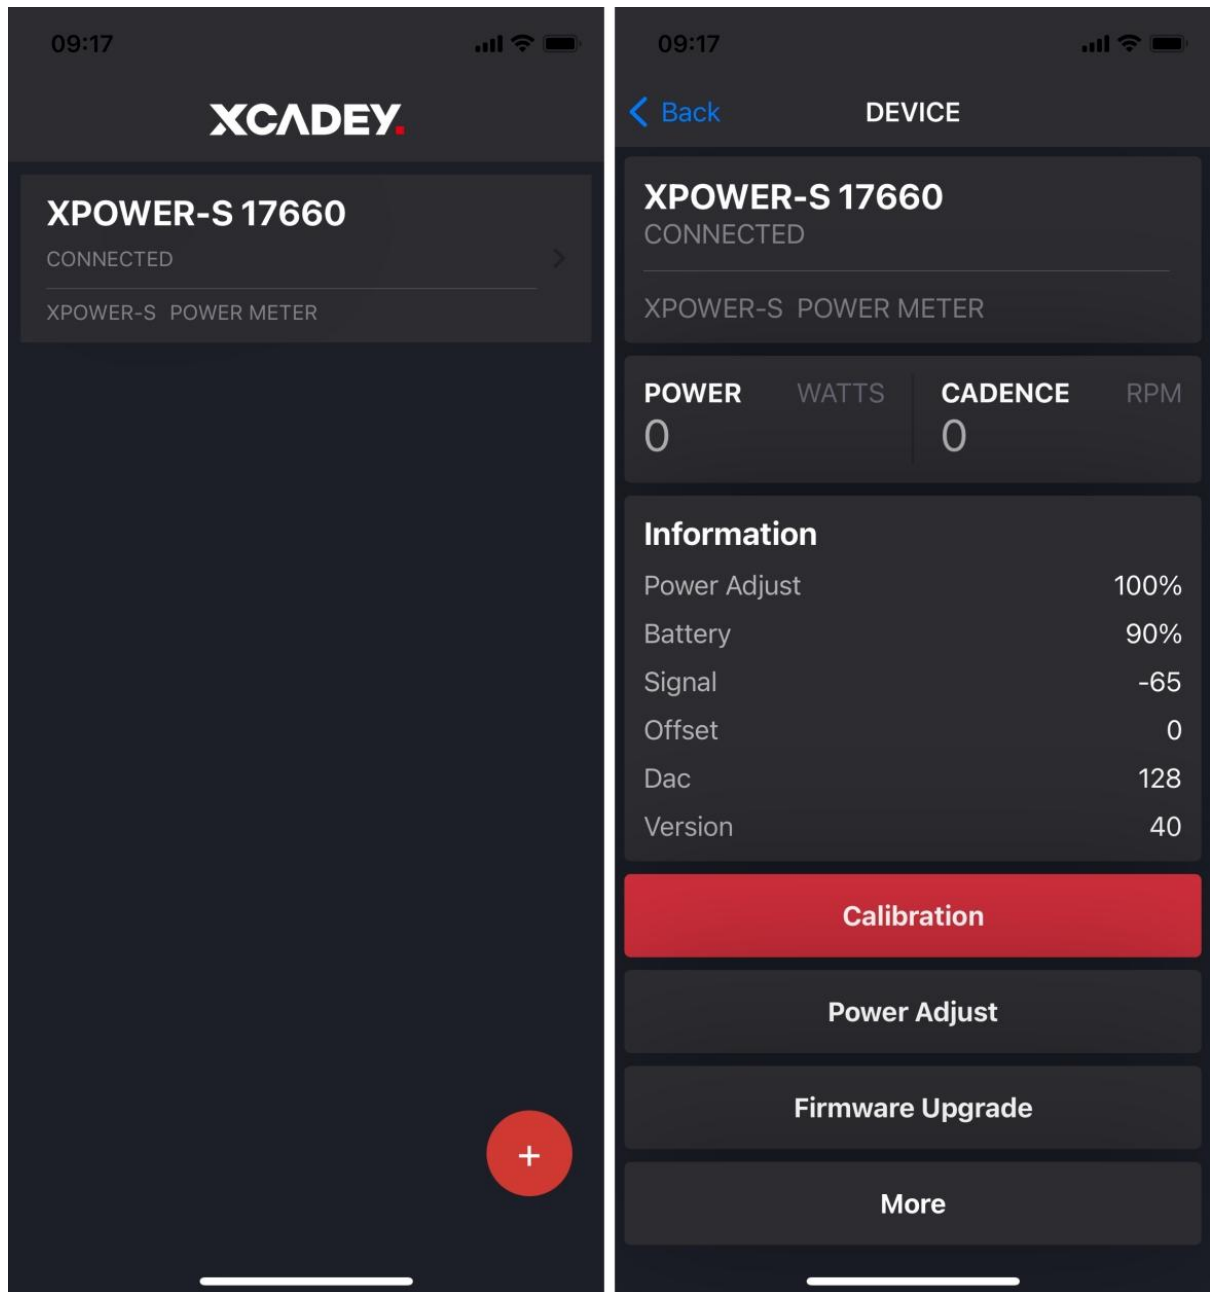 09:17
XCADEY.
XPOWER-S 17660
CONNECTED
XPOWER-S POWER METER
+
09:17
Back DEVICE
XPOWER-S 17660
CONNECTED
XPOWER-S POWER METER
POWER WATTS CADENCE RPM
0 0
Information
Power Adjust 100%
Battery 90%
Signal -65
Offset 0
Dac 128
Version 40
Calibration
Power Adjust
Firmware Upgrade
More